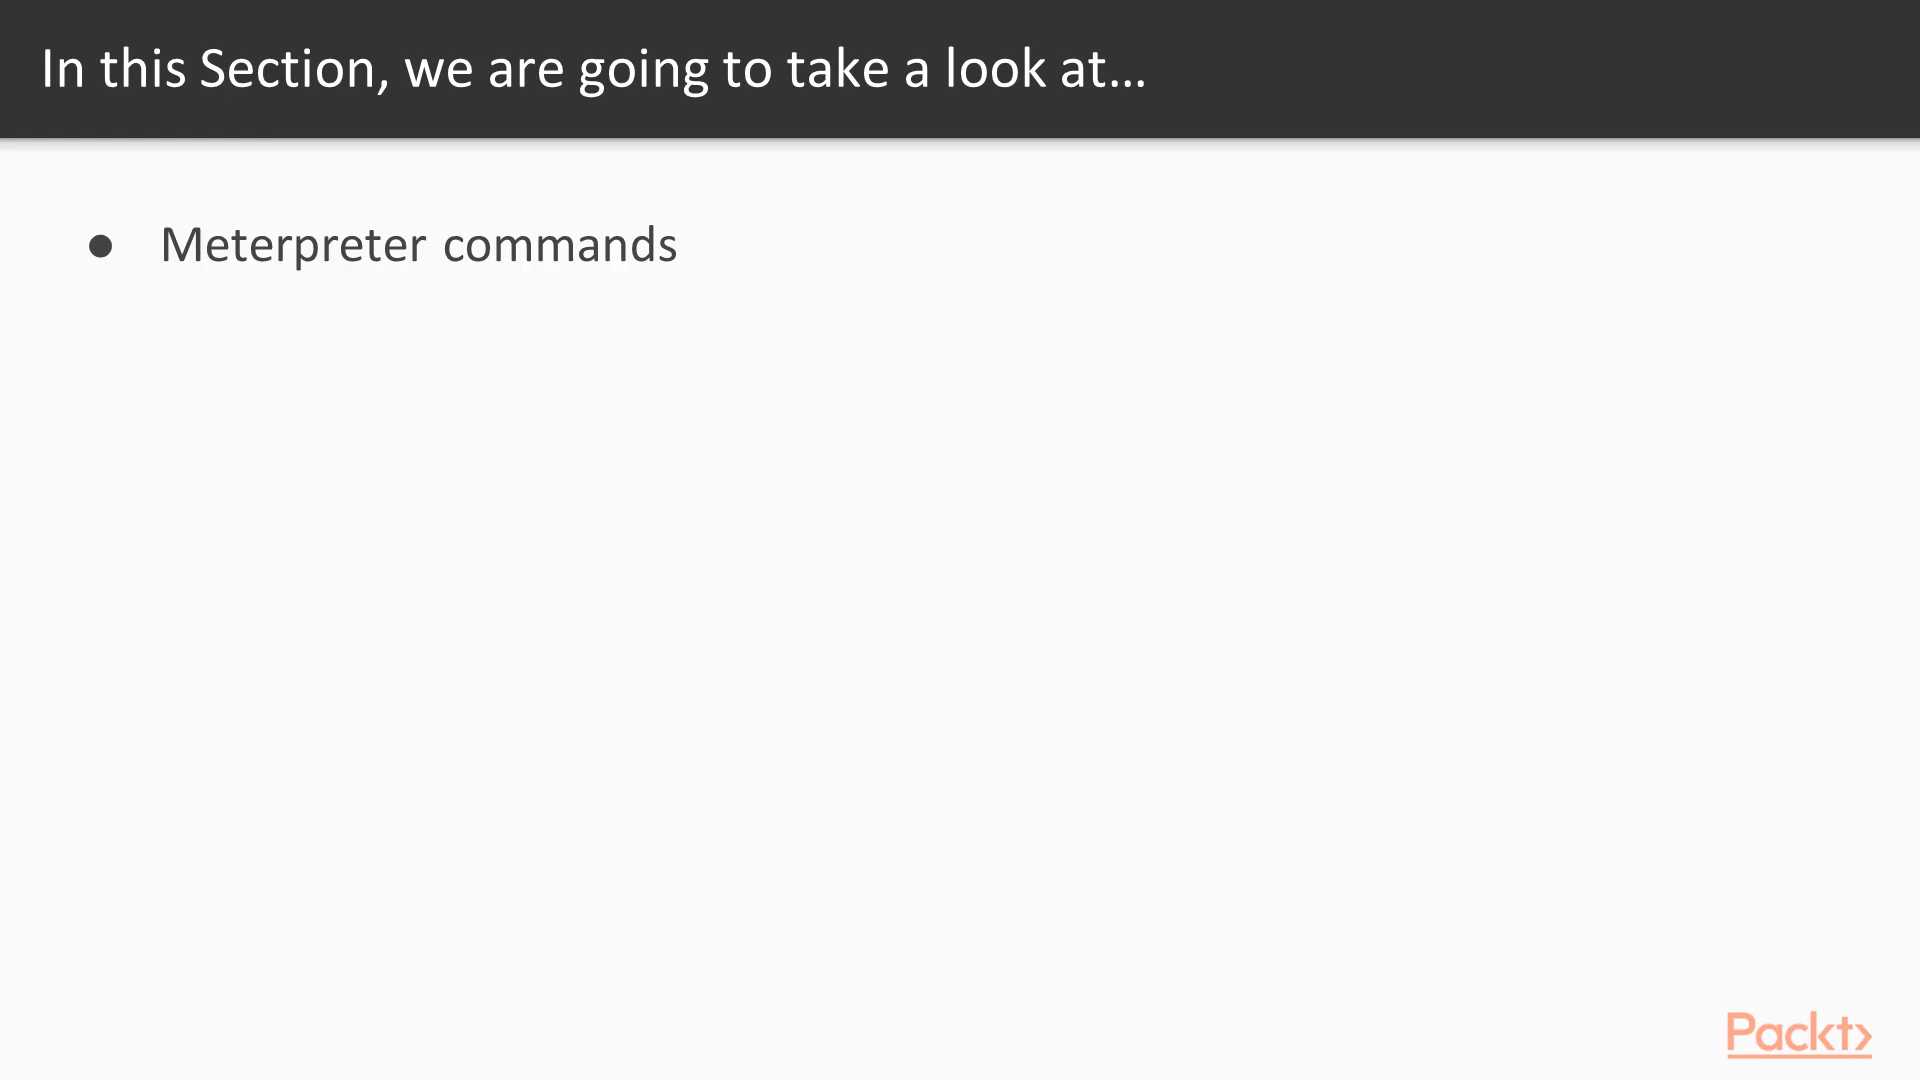 In this Section, we are going to take a look at...
● Meterpreter commands
Packt>